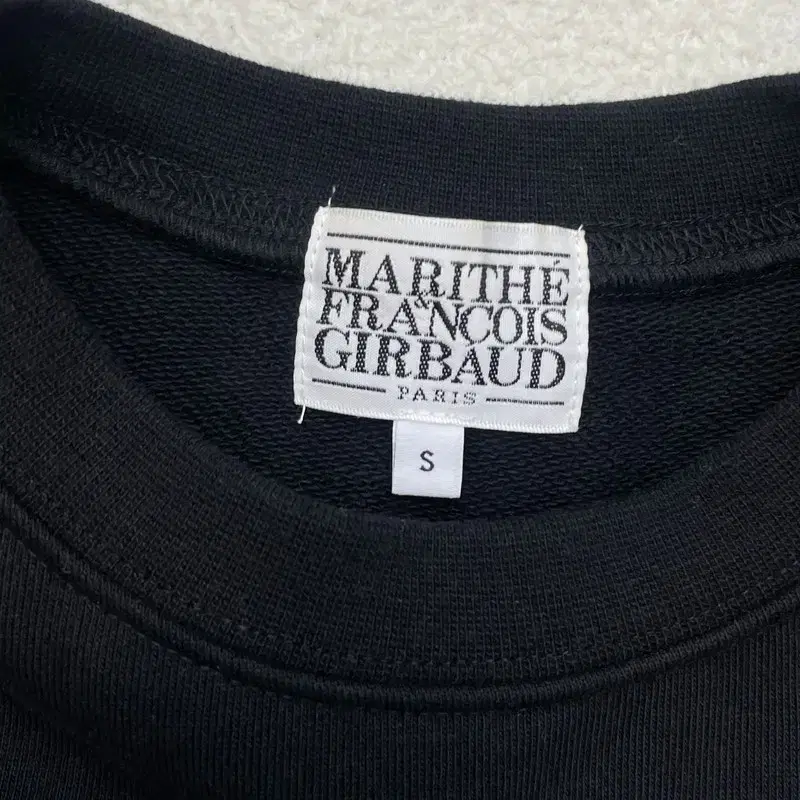 MARITHÉ
&
FRANÇOIS
GIRBAUD
PARIS
S